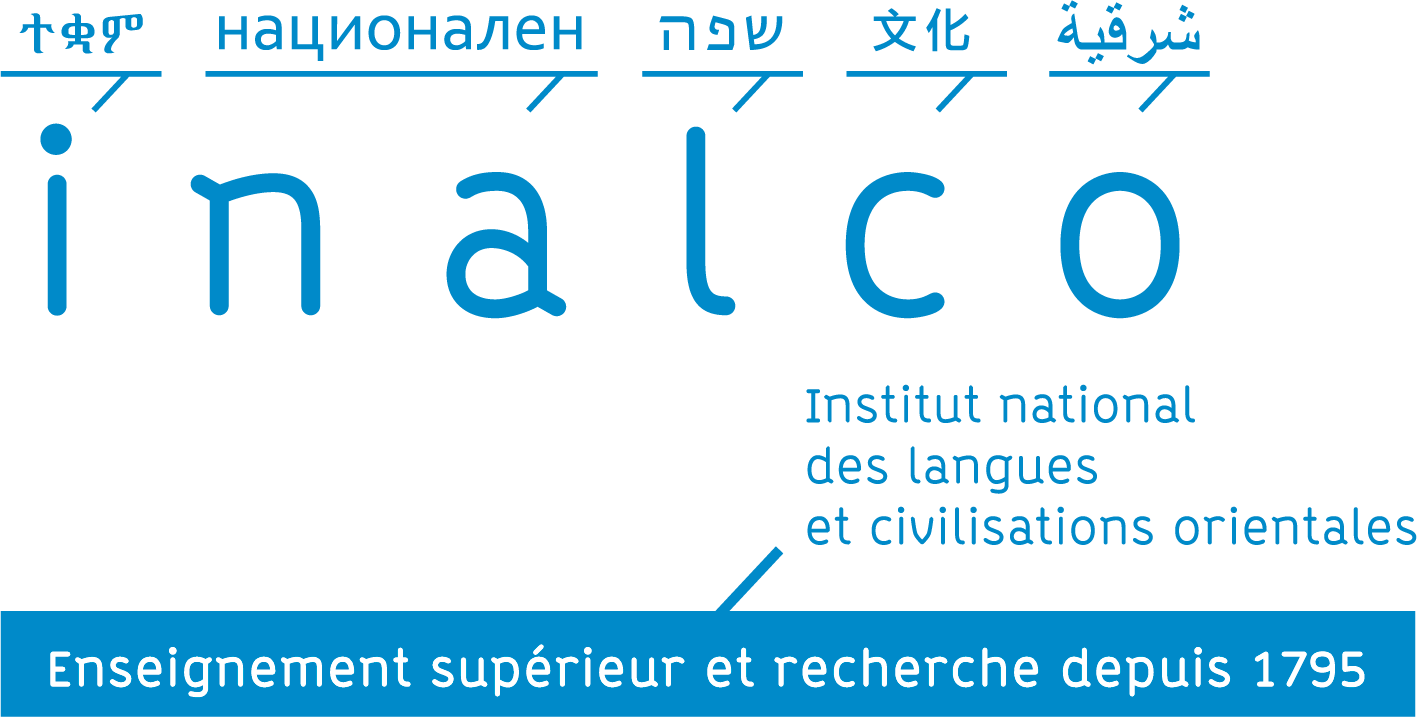 ተቋም национален שפה 文化 شرقية
inalco
Institut national
des langues
et civilisations orientales
Enseignement supérieur et recherche depuis 1795